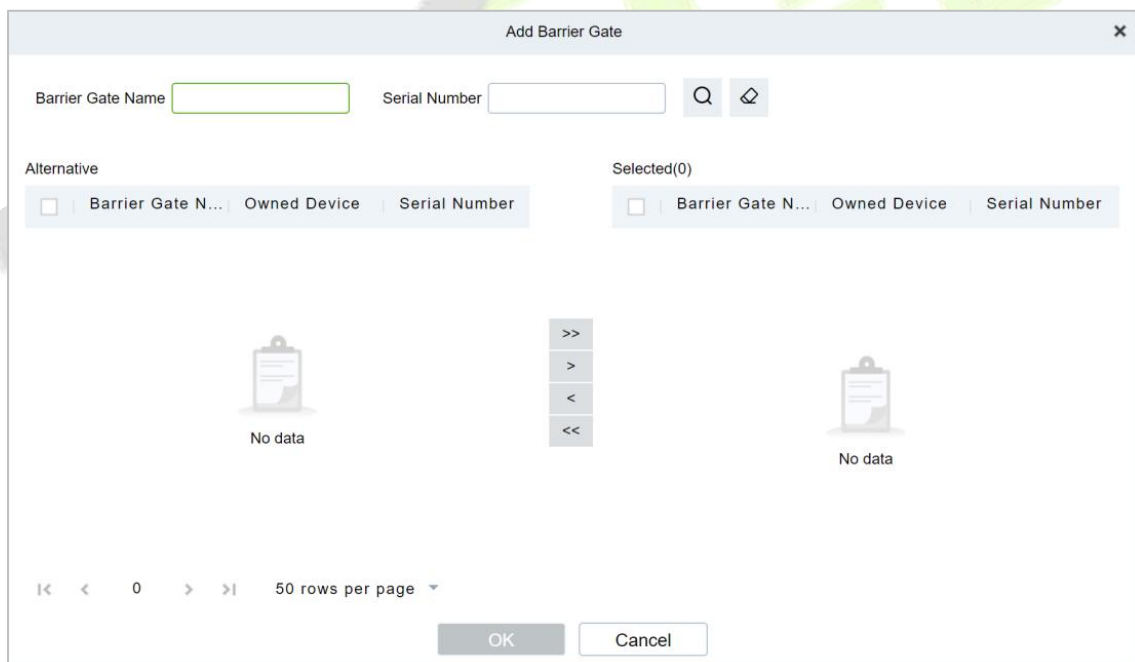 Add Barrier Gate
Barrier Gate Name Serial Number
Alternative Selected(0)
Barrier Gate N... Owned Device Serial Number Barrier Gate N... Owned Device Serial Number
>>
>
<
<<
No data
No data
0 50 rows per page
OK Cancel